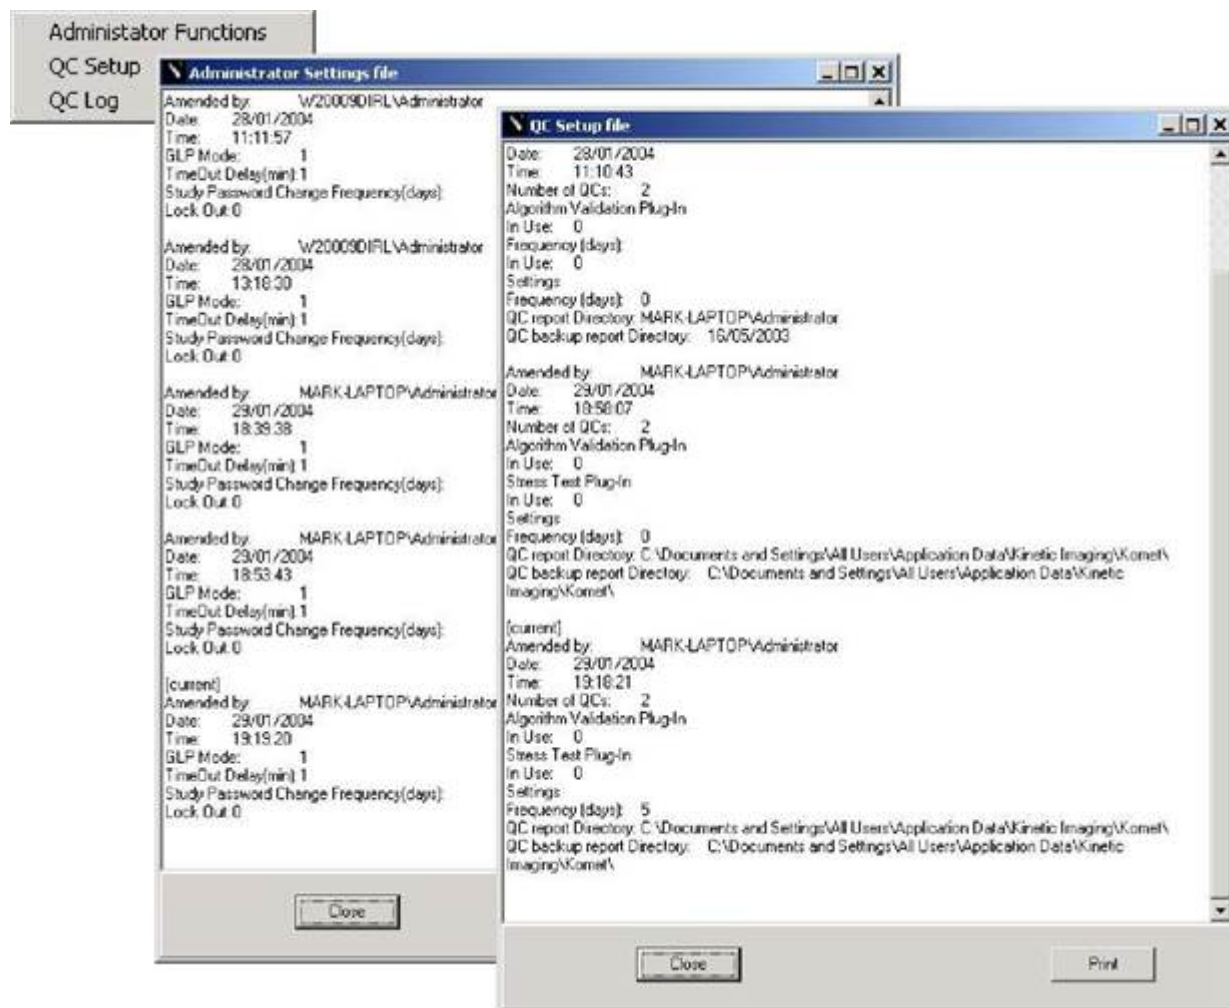 Administator Functions
QC Setup
QC Log
Administrator Settings file
Amended by: W20009DIRL\Administrator
Date: 28/01/2004
Time: 11:11:57
GLP Mode: 1
TimeOut Delay(min): 1
Study Password Change Frequency(days):
Lock Out: 0
Amended by: W20009DIRL\Administrator
Date: 28/01/2004
Time: 13:18:30
GLP Mode: 1
TimeOut Delay(min): 1
Study Password Change Frequency(days):
Lock Out: 0
Amended by: MARK-LAPTOP\Administrator
Date: 29/01/2004
Time: 18:39:38
GLP Mode: 1
TimeOut Delay(min): 1
Study Password Change Frequency(days):
Lock Out: 0
Amended by: MARK-LAPTOP\Administrator
Date: 29/01/2004
Time: 18:53:43
GLP Mode: 1
TimeOut Delay(min): 1
Study Password Change Frequency(days):
Lock Out: 0
[current]
Amended by: MARK-LAPTOP\Administrator
Date: 29/01/2004
Time: 19:19:20
GLP Mode: 1
TimeOut Delay(min): 1
Study Password Change Frequency(days):
Lock Out: 0
Close
QC Setup file
Date: 28/01/2004
Time: 11:10:43
Number of QCs: 2
Algorithm Validation Plug-In
In Use: 0
Frequency (days):
In Use: 0
Settings
Frequency (days): 0
QC report Directory: MARK-LAPTOP\Administrator
QC backup report Directory: 16/05/2003
Amended by: MARK-LAPTOP\Administrator
Date: 29/01/2004
Time: 18:58:07
Number of QCs: 2
Algorithm Validation Plug-In
In Use: 0
Stress Test Plug-In
In Use: 0
Settings
Frequency (days): 0
QC report Directory: C:\Documents and Settings\All Users\Application Data\Kinetic Imaging\Komet\
QC backup report Directory: C:\Documents and Settings\All Users\Application Data\Kinetic
Imaging\Komet\
[current]
Amended by: MARK-LAPTOP\Administrator
Date: 29/01/2004
Time: 19:18:21
Number of QCs: 2
Algorithm Validation Plug-In
In Use: 0
Stress Test Plug-In
In Use: 0
Settings
Frequency (days): 5
QC report Directory: C:\Documents and Settings\All Users\Application Data\Kinetic Imaging\Komet\
QC backup report Directory: C:\Documents and Settings\All Users\Application Data\Kinetic
Imaging\Komet\
Close
Print